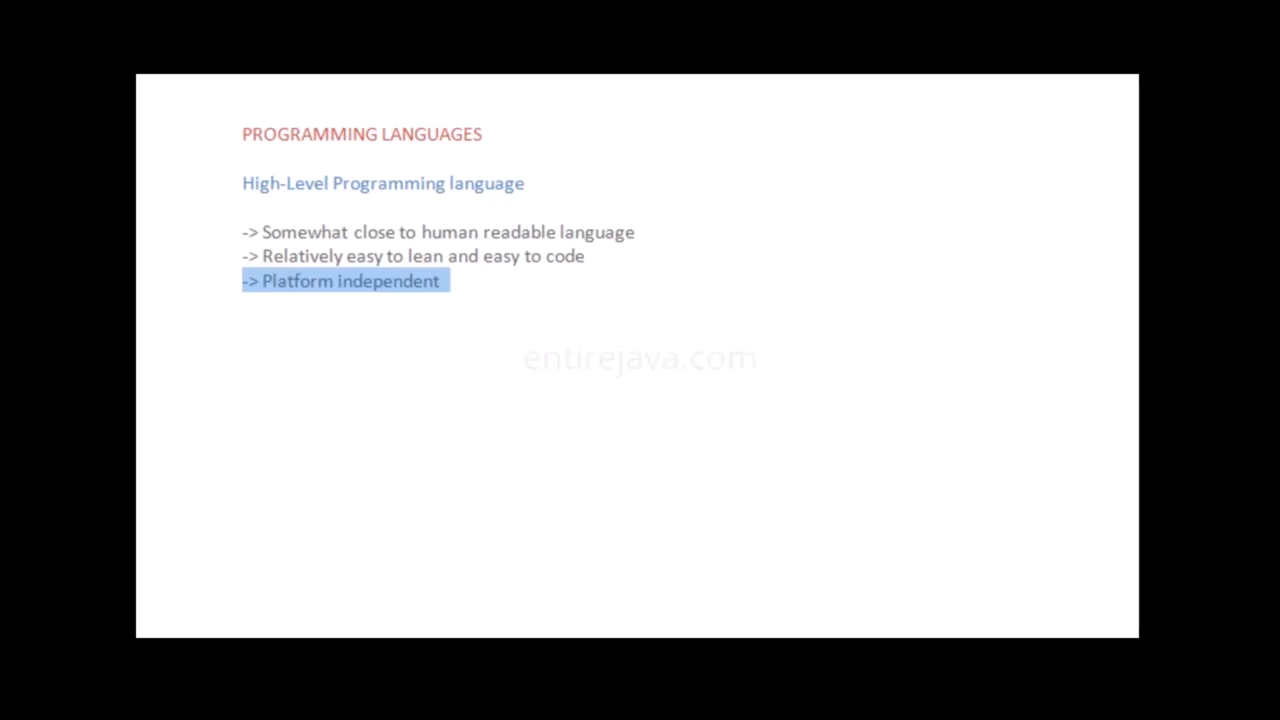 PROGRAMMING LANGUAGES
High-Level Programming language
-> Somewhat close to human readable language
-> Relatively easy to lean and easy to code
-> Platform independent
entirejava.com